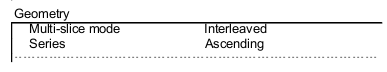 Geometry
Multi-slice mode Interleaved
Series Ascending